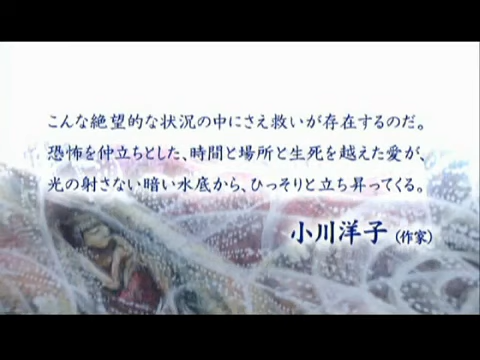 こんな絶望的な状況の中にさえ救いが存在するのだ。
恐怖を仲立ちとした、時間と場所と生死を越えた愛が、
光の射さない暗い水底から、ひっそりと立ち昇ってくる。
小川洋子（作家）